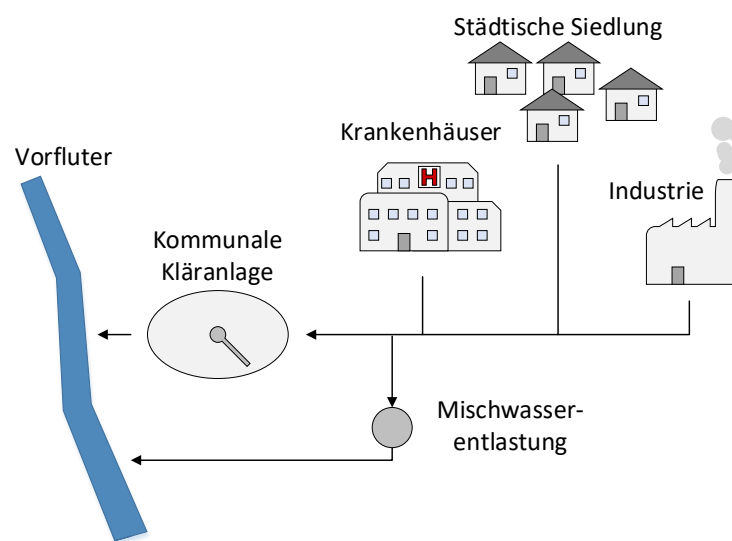 Städtische Siedlung
Krankenhäuser
H
Vorfluter
Industrie
Kommunale
Kläranlage
Mischwasser-
entlastung